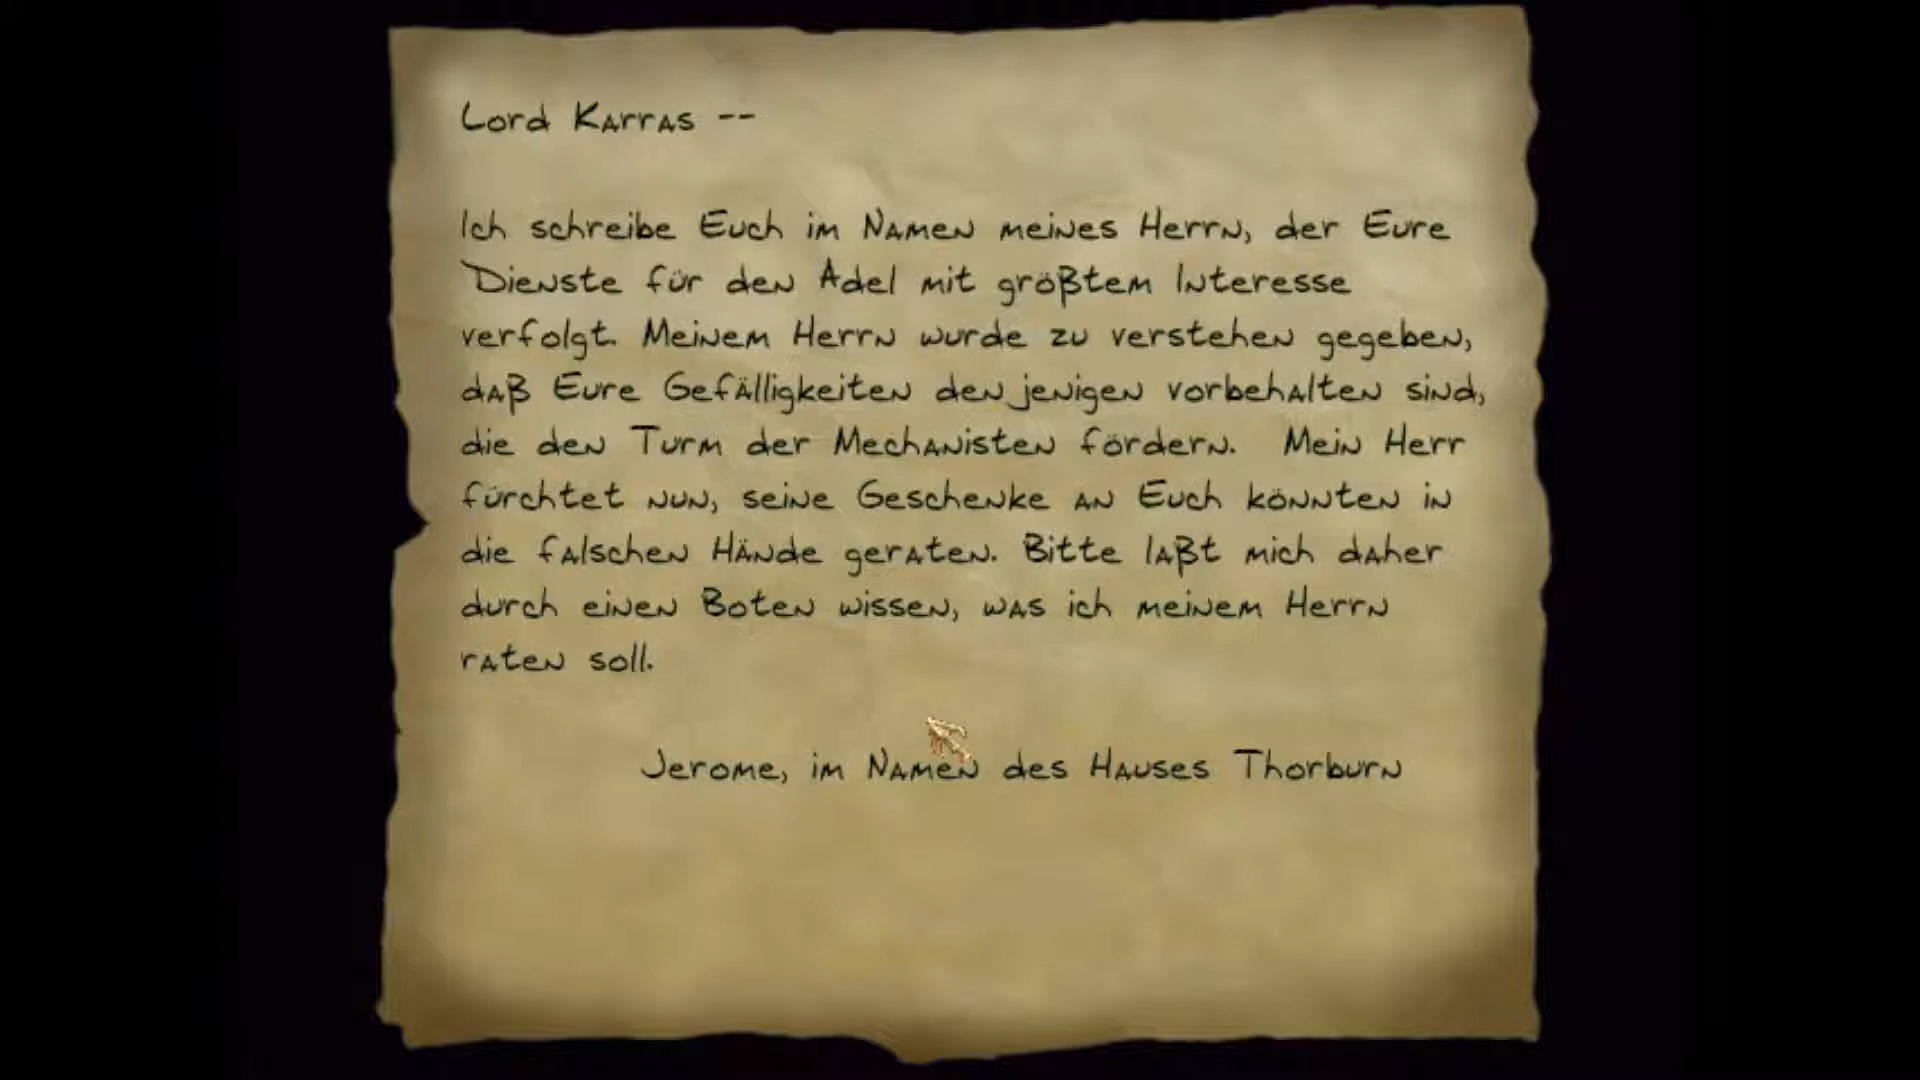 Lord Karras --
Ich schreibe Euch im Namen meines Herrn, der Eure
Dienste für den Adel mit größtem Interesse
verfolgt. Meinem Herrn wurde zu verstehen gegeben,
daß Eure Gefälligkeiten denjenigen vorbehalten sind,
die den Turm der Mechanisten fördern. Mein Herr
fürchtet nun, seine Geschenke an Euch könnten in
die falschen Hände geraten. Bitte laßt mich daher
durch einen Boten wissen, was ich meinem Herrn
raten soll.
Jerome, im Namen des Hauses Thorburn